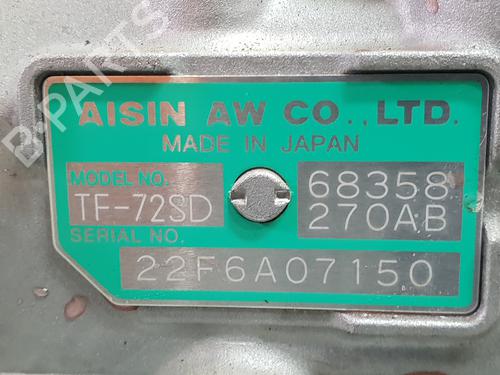 AISIN AW CO., LTD.
MADE IN JAPAN
MODEL NO.
TF-72SD
68358
270AB
SERIAL NO.
22F6A07150
B-PARTS